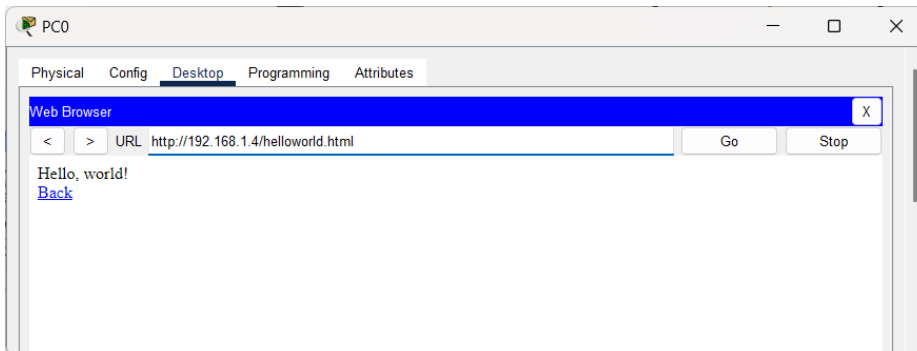 PC0
Physical Config Desktop Programming Attributes
Web Browser
X
< > URL http://192.168.1.4/helloworld.html Go Stop
Hello, world!
Back